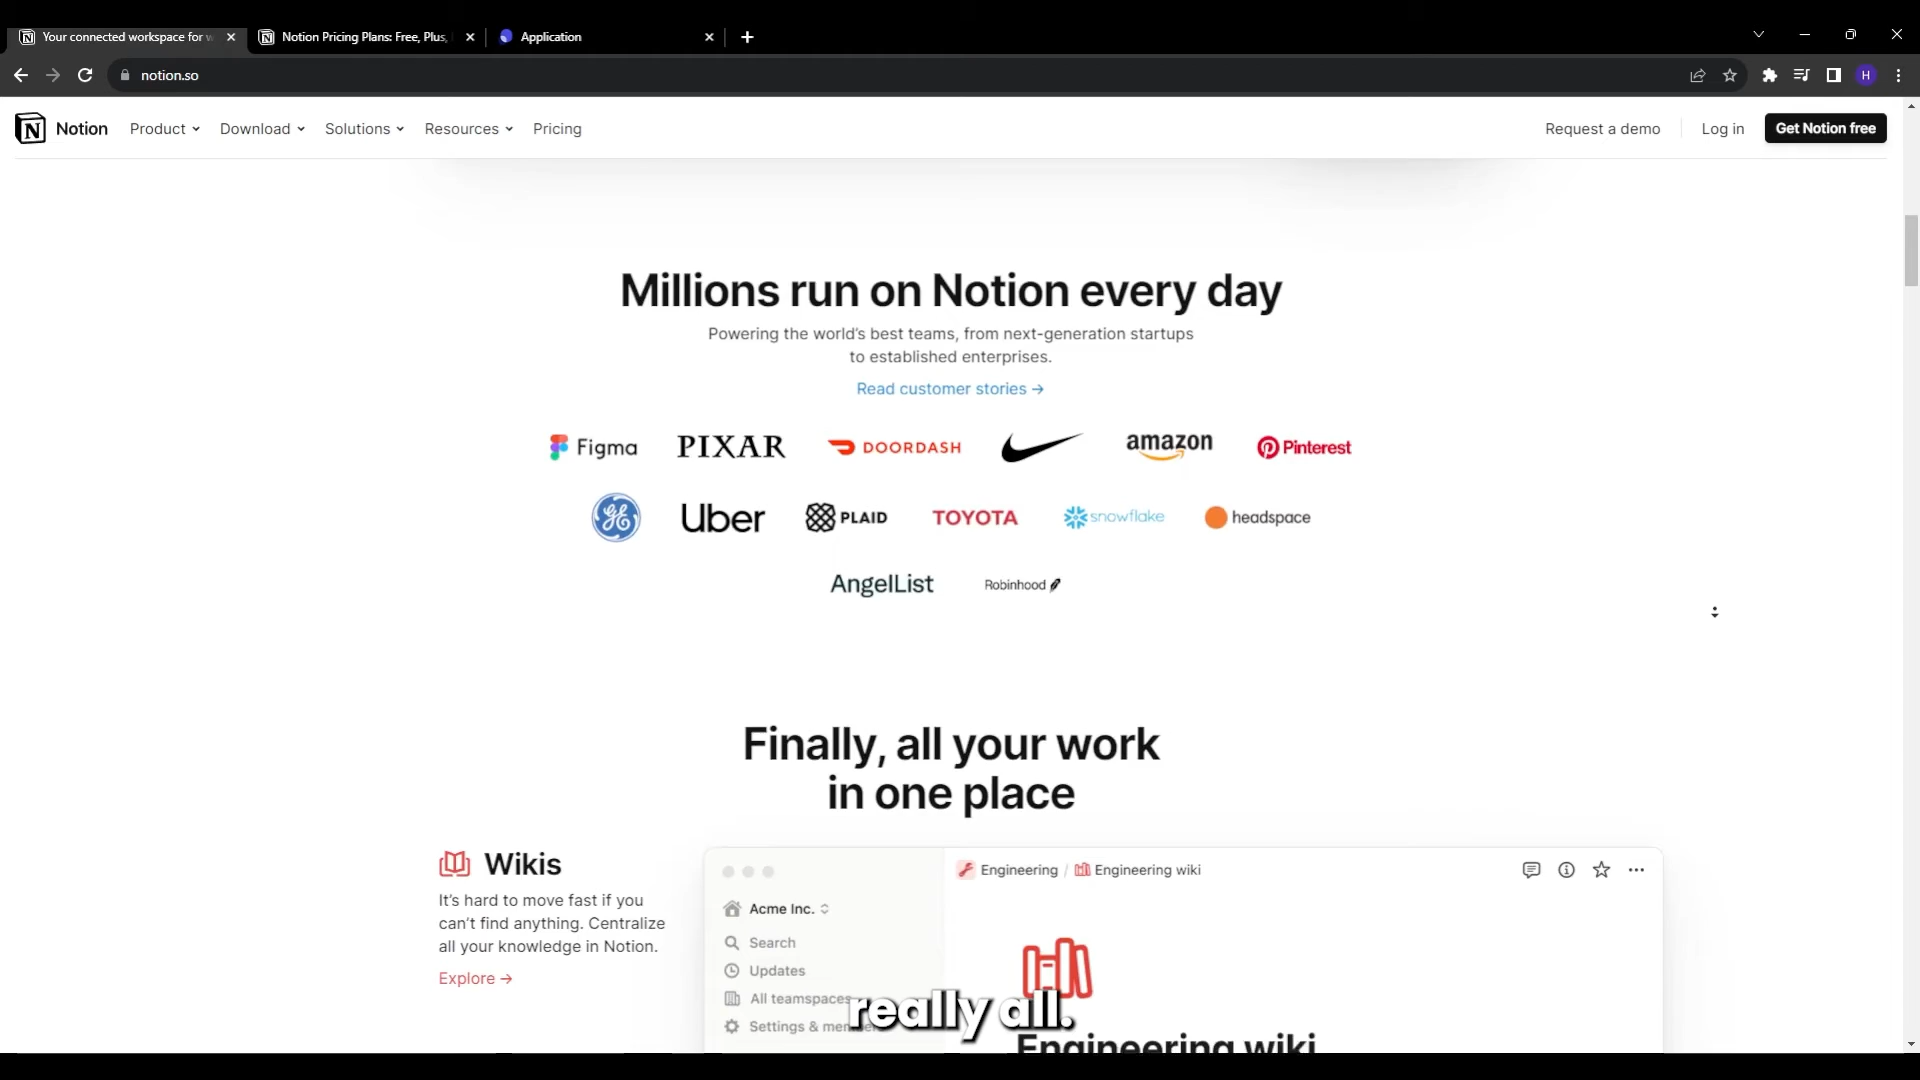 Your connected workspace for w
Notion Pricing Plans: Free, Plus,
Application
notion.so
H
Notion
Product
Download
Solutions
Resources
Pricing
Request a demo
Log in
Get Notion free
Millions run on Notion every day
Powering the world's best teams, from next-generation startups
to established enterprises.
Read customer stories →
Figma
PIXAR
DOORDASH
amazon
Pinterest
GE
Uber
PLAID
TOYOTA
snowflake
headspace
AngelList
Robinhood
Finally, all your work
in one place
Wikis
It's hard to move fast if you
can't find anything. Centralize
all your knowledge in Notion.
Explore →
Engineering / Engineering wiki
Acme Inc.
Search
Updates
All teamspaces
Settings & members
really all.
Engineering wiki